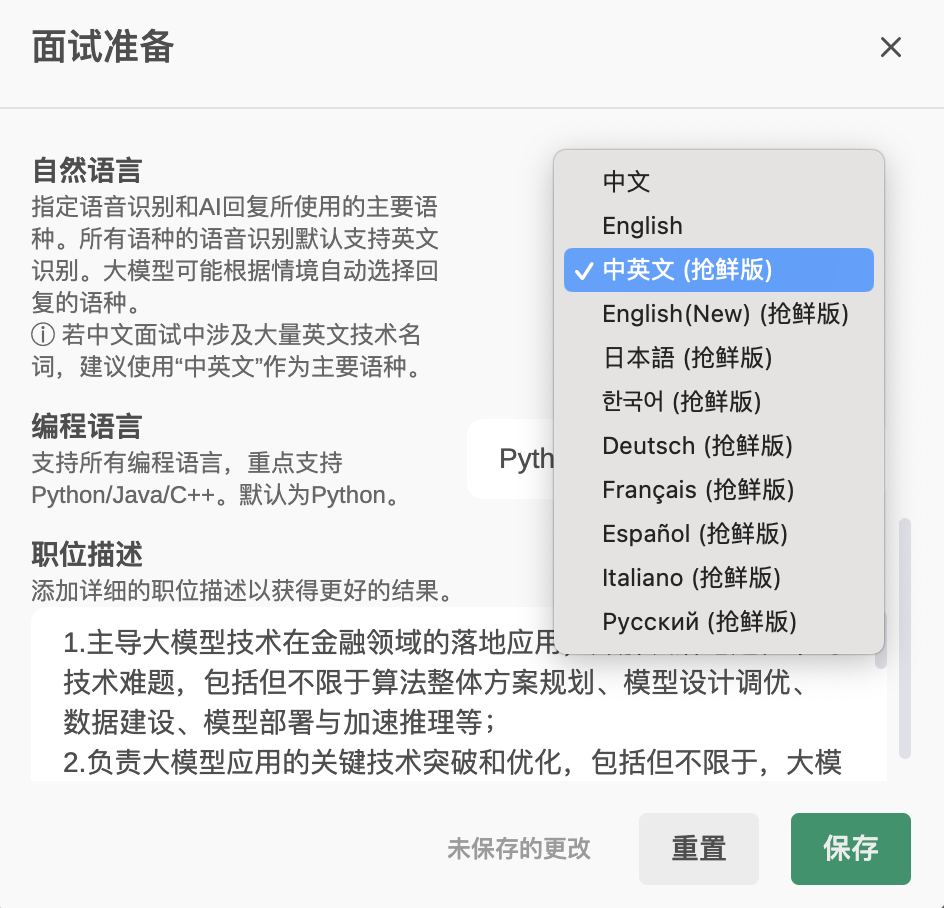 面试准备
自然语言
指定语音识别和AI回复所使用的主要语
种。所有语种的语音识别默认支持英文
识别。大模型可能根据情境自动选择回
复的语种。
ⓘ 若中文面试中涉及大量英文技术名
词，建议使用“中英文”作为主要语种。
中文
English
✓ 中英文 (抢鲜版)
English(New) (抢鲜版)
日本語 (抢鲜版)
한국어 (抢鲜版)
Deutsch (抢鲜版)
Français (抢鲜版)
Español (抢鲜版)
Italiano (抢鲜版)
Русский (抢鲜版)
编程语言
支持所有编程语言，重点支持
Python/Java/C++。默认为Python。
Pyth
职位描述
添加详细的职位描述以获得更好的结果。
1.主导大模型技术在金融领域的落地应用
技术难题，包括但不限于算法整体方案规划、模型设计调优、
数据建设、模型部署与加速推理等；
2.负责大模型应用的关键技术突破和优化，包括但不限于，大模
未保存的更改
重置
保存